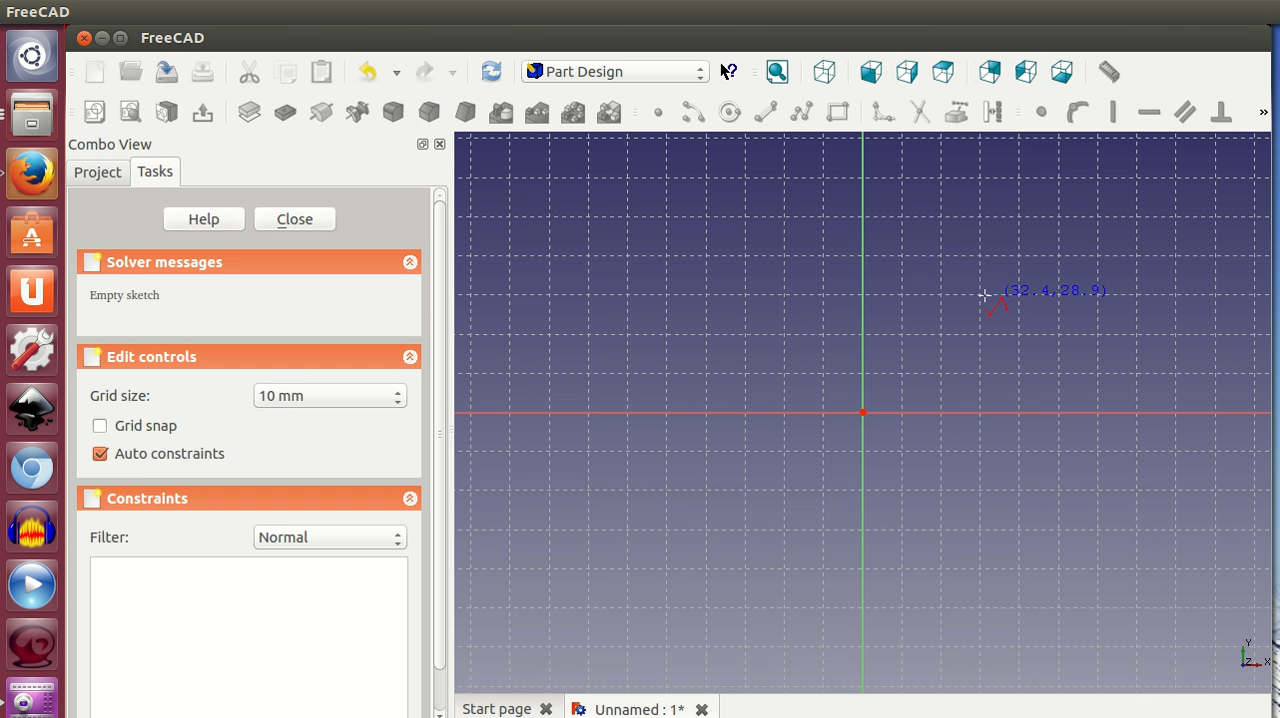 FreeCAD
FreeCAD
Part Design
»
Combo View
Project
Tasks
Help
Close
Solver messages
Empty sketch
Edit controls
Grid size:
10 mm
Grid snap
Auto constraints
Constraints
Filter:
Normal
(32.4,28.9)
Y
Z
X
Start page
Unnamed : 1*